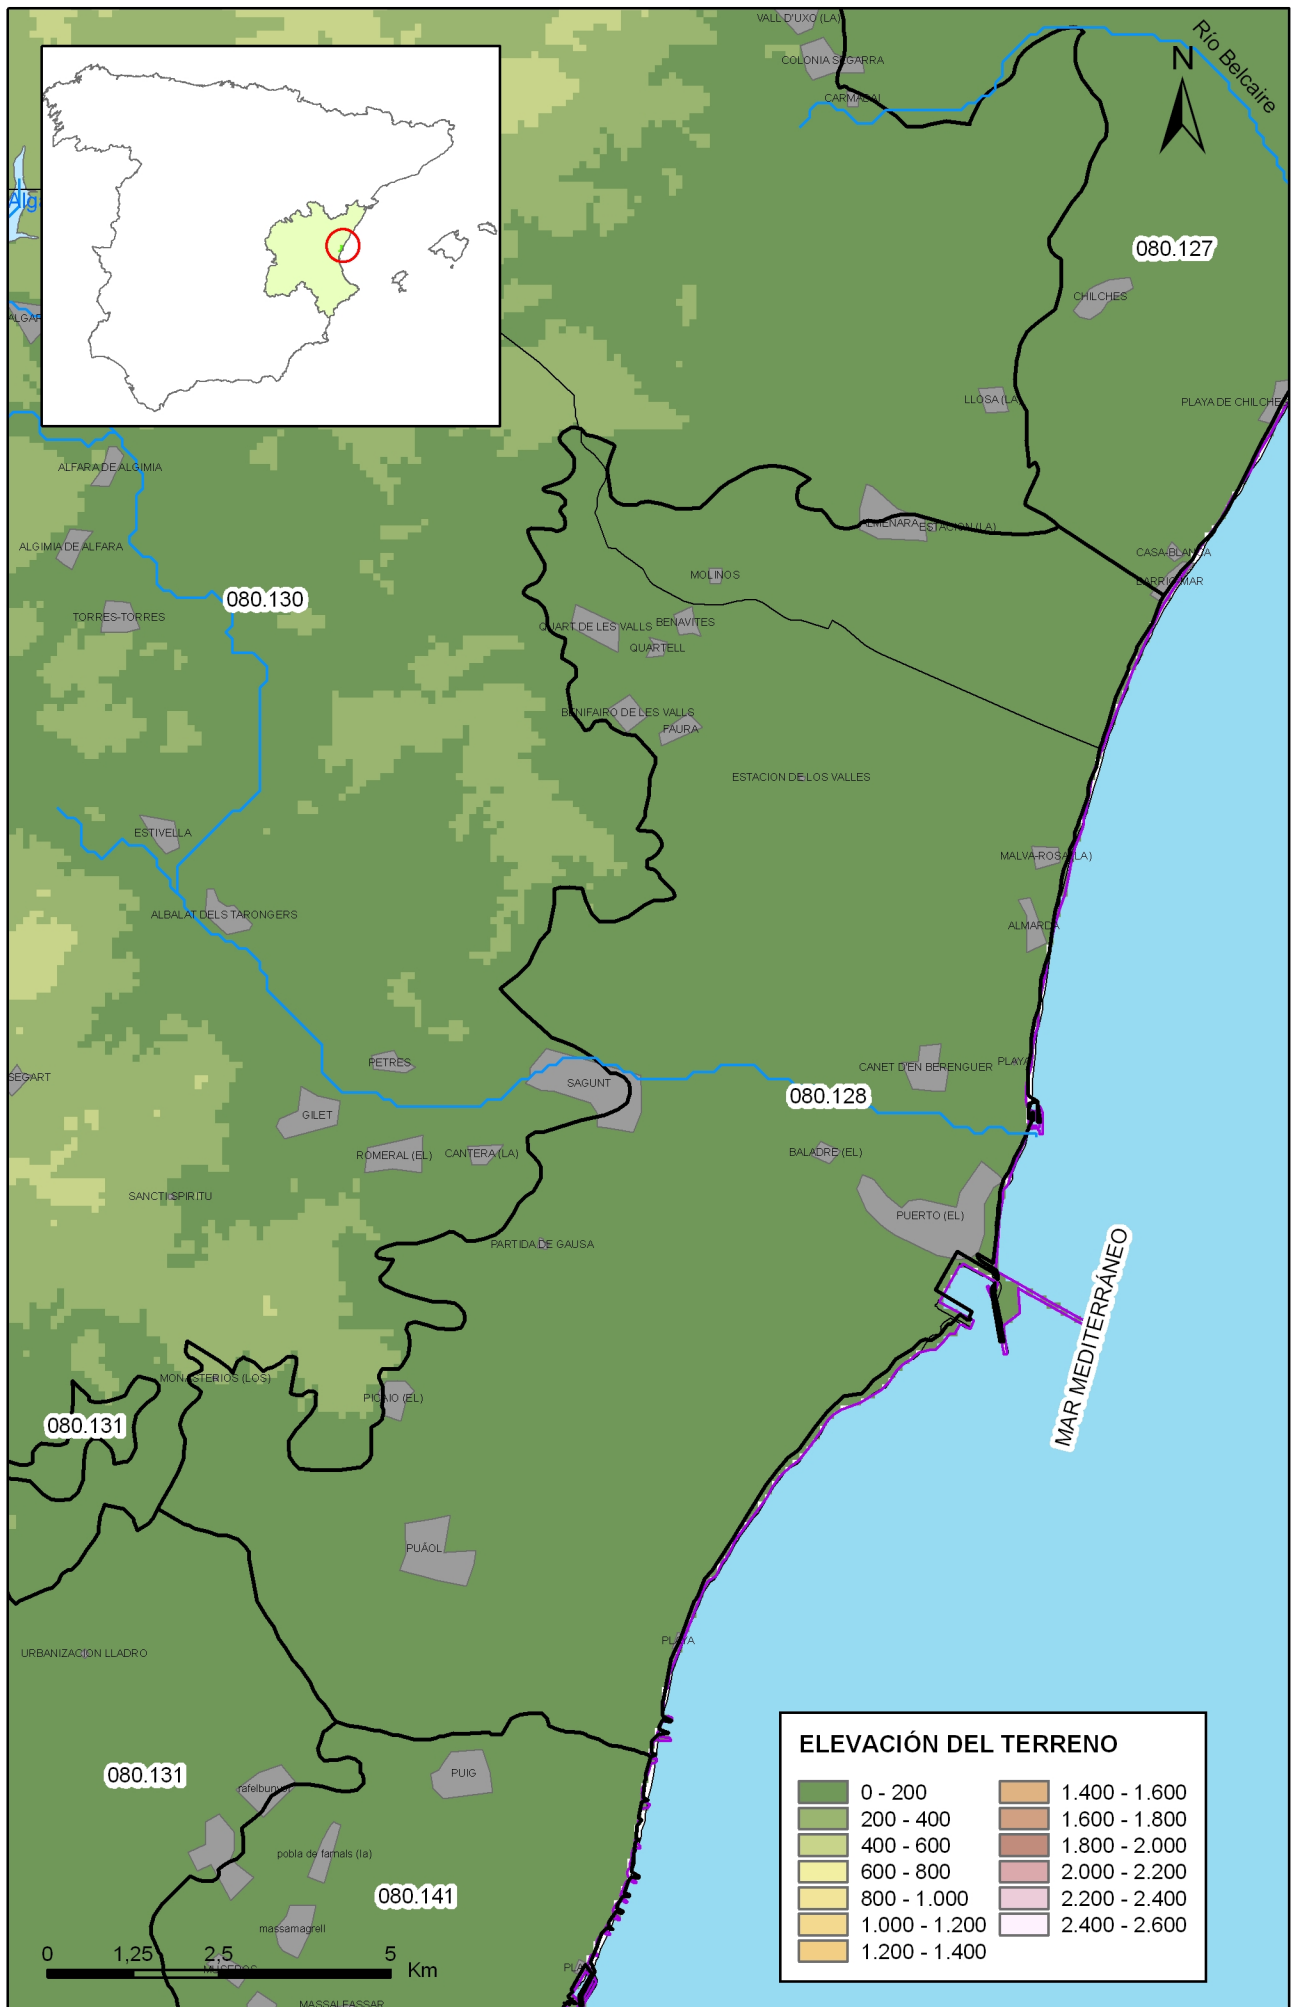 VALL D'UXO (LA)
Río Belcaire
COLONIA SEGARRA
N
CARMADAI
080.127
CHILCHES
LLOSA (LA)
PLAYA DE CHILCHE
ALFARA DE ALGIMIA
ALMENARA
ESTACION (LA)
ALGIMIA DE ALFARA
CASA-BLANCA
MOLINOS
BARRIO MAR
080.130
TORRES-TORRES
QUART DE LES VALLS
BENAVITES
QUARTELL
BENIFAIRO DE LES VALLS
FAURA
ESTACION DE LOS VALLES
ESTIVELLA
MALVA-ROSA (LA)
ALBALAT DELS TARONGERS
ALMARDA
PETRES
CANET D'EN BERENGUER
PLAYA
SEGART
SAGUNT
080.128
GILET
ROMERAL (EL)
CANTERA (LA)
BALADRE (EL)
SANCTI SPIRITU
PUERTO (EL)
PARTIDA DE GAUSA
MAR MEDITERRÁNEO
MONASTERIOS (LOS)
PICAIO (EL)
080.131
PUÂOL
URBANIZACION LLADRO
PLAYA
ELEVACIÓN DEL TERRENO
0 - 200
200 - 400
400 - 600
600 - 800
800 - 1.000
1.000 - 1.200
1.200 - 1.400
1.400 - 1.600
1.600 - 1.800
1.800 - 2.000
2.000 - 2.200
2.200 - 2.400
2.400 - 2.600
080.131
PUIG
rafelbunyol
pobla de farnals (la)
080.141
massamagrell
0 1,25 2,5 5
Km
MUSEROS
MASSALFASSAR